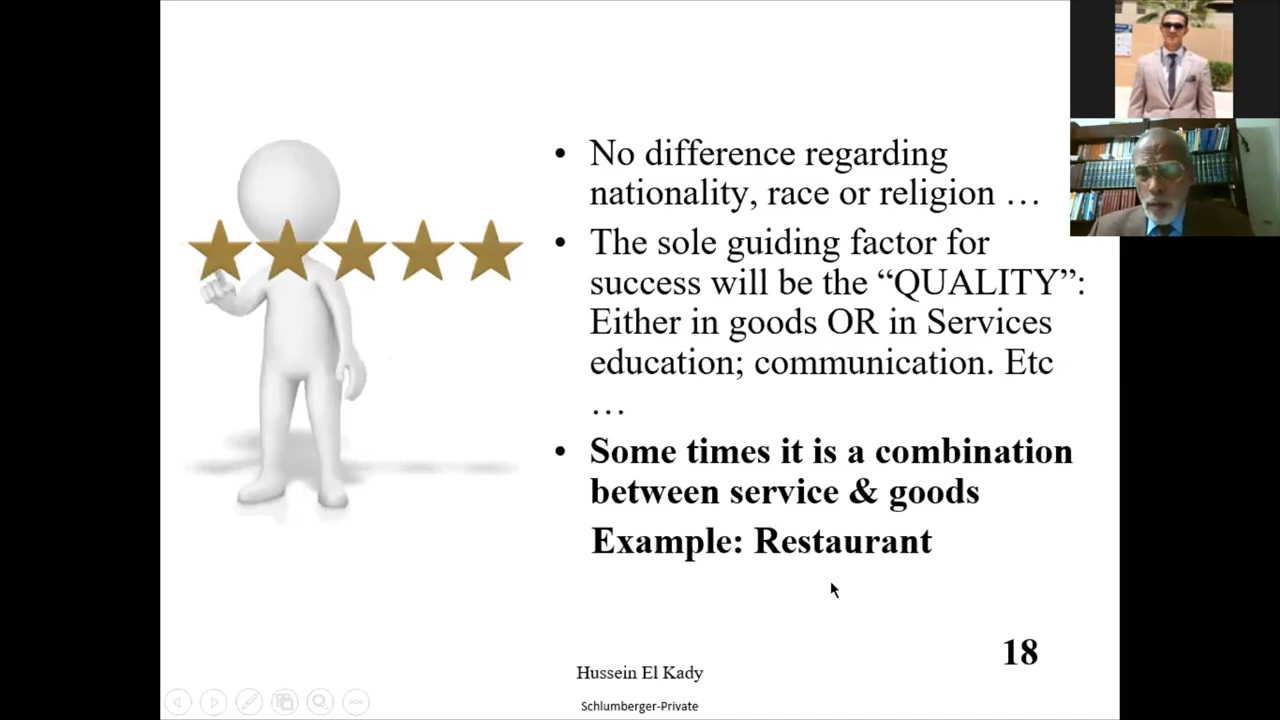 • No difference regarding
nationality, race or religion …
• The sole guiding factor for
success will be the “QUALITY”:
Either in goods OR in Services
education; communication. Etc
…
• Some times it is a combination
between service & goods
Example: Restaurant
18
Hussein El Kady
Schlumberger-Private